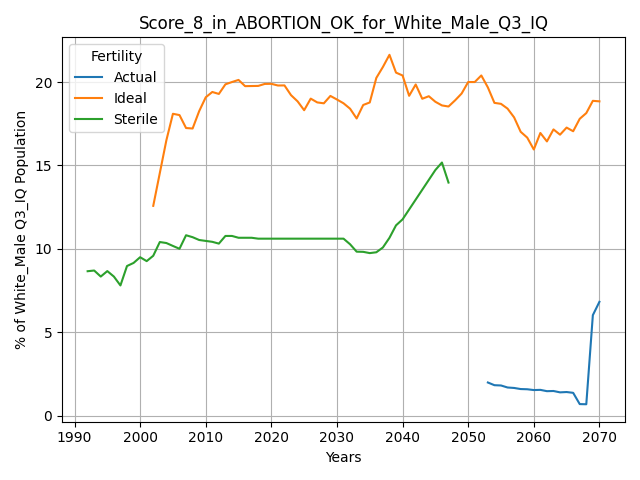 Score_8_in_ABORTION_OK_for_White_Male_Q3_IQ
Fertility
Actual
Ideal
Sterile
% of White_Male Q3_IQ Population
20
15
10
5
0
1990 2000 2010 2020 2030 2040 2050 2060 2070
Years